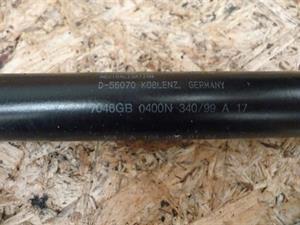 D-56070 KOBLENZ, GERMANY
7046GB 0400N 340/99 A 17